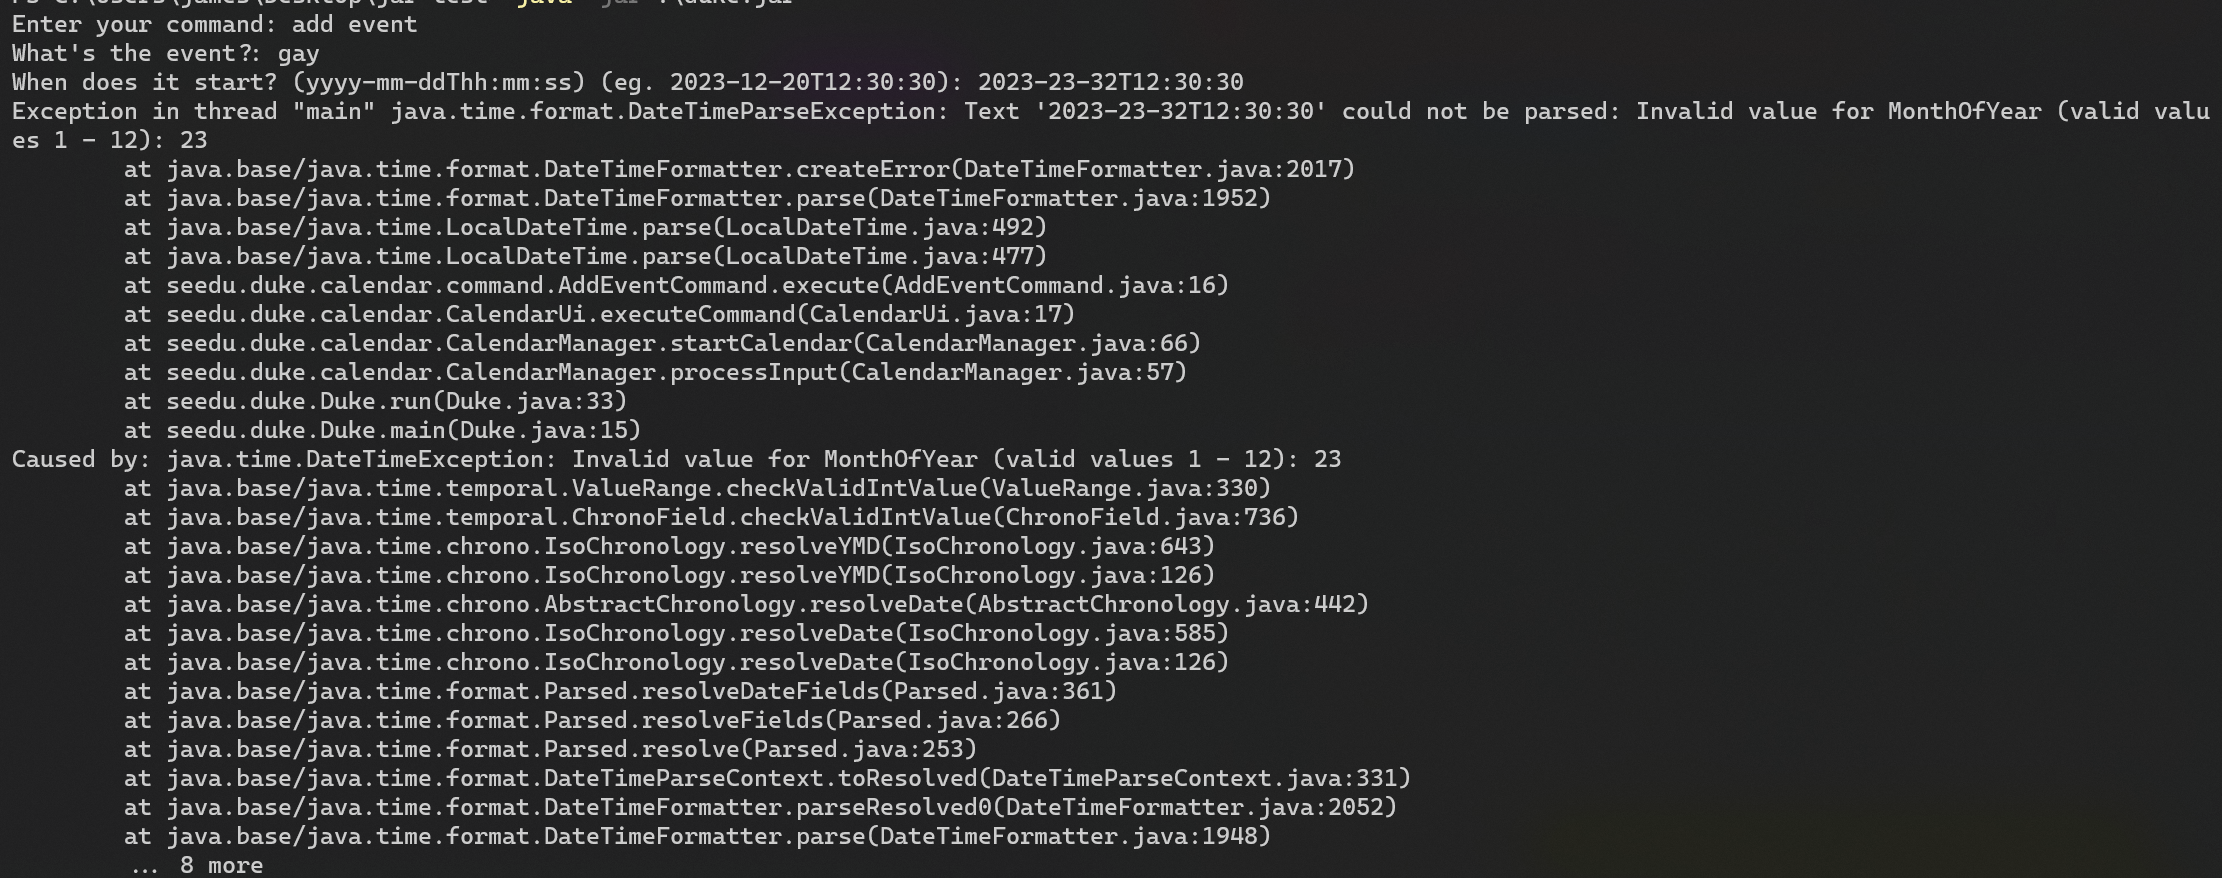 PS C:\Users\james\Desktop\jar test> java -jar .\duke.jar
Enter your command: add event
What's the event?: gay
When does it start? (yyyy-mm-ddThh:mm:ss) (eg. 2023-12-20T12:30:30): 2023-23-32T12:30:30
Exception in thread "main" java.time.format.DateTimeParseException: Text '2023-23-32T12:30:30' could not be parsed: Invalid value for MonthOfYear (valid valu
es 1 - 12): 23
        at java.base/java.time.format.DateTimeFormatter.createError(DateTimeFormatter.java:2017)
        at java.base/java.time.format.DateTimeFormatter.parse(DateTimeFormatter.java:1952)
        at java.base/java.time.LocalDateTime.parse(LocalDateTime.java:492)
        at java.base/java.time.LocalDateTime.parse(LocalDateTime.java:477)
        at seedu.duke.calendar.command.AddEventCommand.execute(AddEventCommand.java:16)
        at seedu.duke.calendar.CalendarUi.executeCommand(CalendarUi.java:17)
        at seedu.duke.calendar.CalendarManager.startCalendar(CalendarManager.java:66)
        at seedu.duke.calendar.CalendarManager.processInput(CalendarManager.java:57)
        at seedu.duke.Duke.run(Duke.java:33)
        at seedu.duke.Duke.main(Duke.java:15)
Caused by: java.time.DateTimeException: Invalid value for MonthOfYear (valid values 1 - 12): 23
        at java.base/java.time.temporal.ValueRange.checkValidIntValue(ValueRange.java:330)
        at java.base/java.time.temporal.ChronoField.checkValidIntValue(ChronoField.java:736)
        at java.base/java.time.chrono.IsoChronology.resolveYMD(IsoChronology.java:643)
        at java.base/java.time.chrono.IsoChronology.resolveYMD(IsoChronology.java:126)
        at java.base/java.time.chrono.AbstractChronology.resolveDate(AbstractChronology.java:442)
        at java.base/java.time.chrono.IsoChronology.resolveDate(IsoChronology.java:585)
        at java.base/java.time.chrono.IsoChronology.resolveDate(IsoChronology.java:126)
        at java.base/java.time.format.Parsed.resolveDateFields(Parsed.java:361)
        at java.base/java.time.format.Parsed.resolveFields(Parsed.java:266)
        at java.base/java.time.format.Parsed.resolve(Parsed.java:253)
        at java.base/java.time.format.DateTimeParseContext.toResolved(DateTimeParseContext.java:331)
        at java.base/java.time.format.DateTimeFormatter.parseResolved0(DateTimeFormatter.java:2052)
        at java.base/java.time.format.DateTimeFormatter.parse(DateTimeFormatter.java:1948)
        ... 8 more